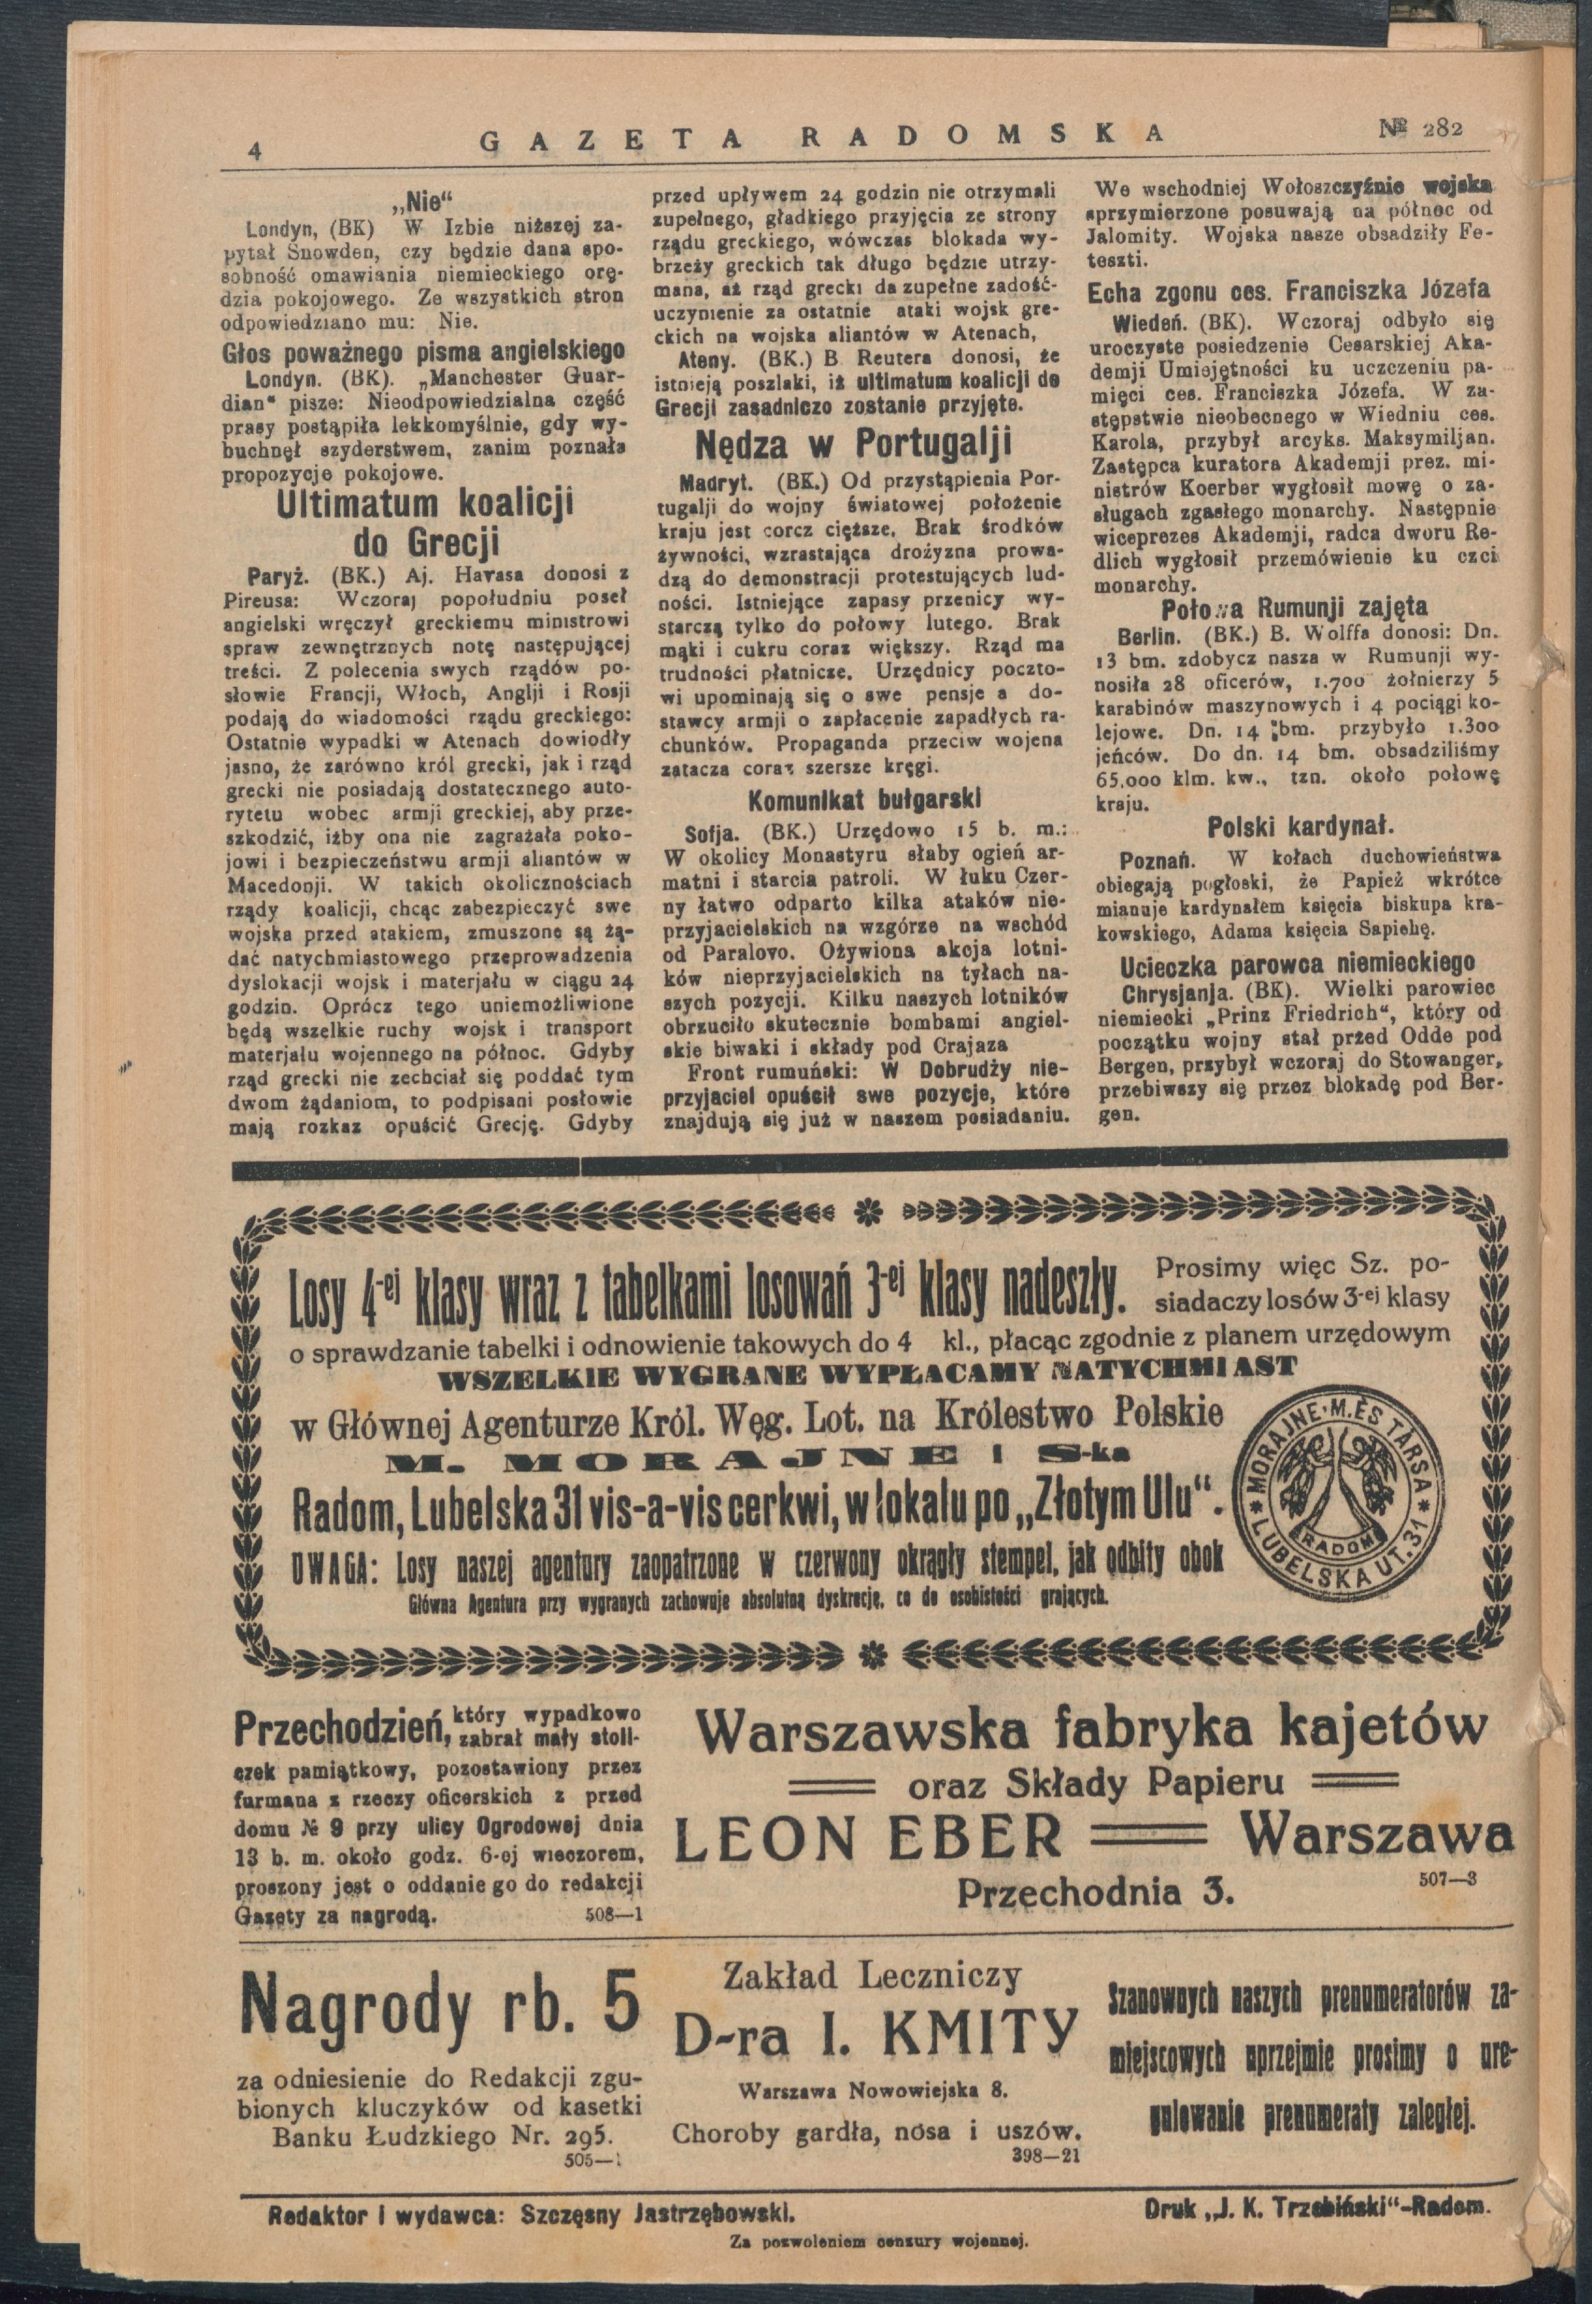 4
GAZETA RADOMSKA
№ 282
„Nie“
Londyn, (BK) W Izbie niższej za-
pytał Snowden, czy będzie dana spo-
sobność omawiania niemieckiego orę-
dzia pokojowego. Ze wszystkich stron
odpowiedziano mu: Nie.
Głos poważnego pisma angielskiego
Londyn. (BK). „Manchester Guar-
dian“ pisze: Nieodpowiedzialna część
prasy postąpiła lekkomyślnie, gdy wy-
buchnęł szyderstwem, zanim poznała
propozycje pokojowe.
Ultimatum koalicji
do Grecji
Paryż. (BK.) Aj. Havasa donosi z
Pireusa: Wczoraj popołudniu poseł
angielski wręczył greckiemu ministrowi
spraw zewnętrznych notę następującej
treści. Z polecenia swych rządów po-
słowie Francji, Włoch, Anglji i Rosji
podają do wiadomości rządu greckiego:
Ostatnie wypadki w Atenach dowiodły
jasno, że zarówno król grecki, jak i rząd
grecki nie posiadają dostatecznego auto-
rytetu wobec armji greckiej, aby prze-
szkodzić, iżby ona nie zagrażała poko-
jowi i bezpieczeństwu armji aliantów w
Macedonji. W takich okolicznościach
rządy koalicji, chcąc zabezpieczyć swe
wojska przed atakiem, zmuszone są żą-
dać natychmiastowego przeprowadzenia
dyslokacji wojsk i materjału w ciągu 24
godzin. Oprócz tego uniemożliwione
będą wszelkie ruchy wojsk i transport
materjału wojennego na północ. Gdyby
rząd grecki nie zechciał się poddać tym
dwom żądaniom, to podpisani posłowie
mają rozkaz opuścić Grecję. Gdyby
przed upływem 24 godzin nie otrzymali
zupełnego, gładkiego przyjęcia ze strony
rządu greckiego, wówczas blokada wy-
brzeży greckich tak długo będzie utrzy-
mana, aż rząd grecki da zupełne zadość-
uczynienie za ostatnie ataki wojsk gre-
ckich na wojska aliantów w Atenach,
Ateny. (BK.) B Reutera donosi, że
istnieją poszlaki, iż ultimatum koalicji do
Grecji zasadniczo zostanie przyjęte.
Nędza w Portugalji
Madryt. (BK.) Od przystąpienia Por-
tugalji do wojny światowej położenie
kraju jest corcz cięższe. Brak środków
żywności, wzrastająca drożyzna prowa-
dzą do demonstracji protestujących lud-
ności. Istniejące zapasy przenicy wy-
starczą tylko do połowy lutego. Brak
mąki i cukru coraz większy. Rząd ma
trudności płatnicze. Urzędnicy poczto-
wi upominają się o swe pensje a do-
stawcy armji o zapłacenie zapadłych ra-
chunków. Propaganda przeciw wojena
zatacza coraz szersze kręgi.
Komunikat bułgarski
Sofja. (BK.) Urzędowo 15 b. m.:
W okolicy Monastyru słaby ogień ar-
matni i starcia patroli. W łuku Czer-
ny łatwo odparto kilka ataków nie-
przyjacielskich na wzgórze na wschód
od Paralovo. Ożywiona akcja lotni-
ków nieprzyjacielskich na tyłach na-
szych pozycji. Kilku naszych lotników
obrzuciło skutecznie bombami angiel-
skie biwaki i składy pod Crajaza
Front rumuński: W Dobrudży nie-
przyjaciel opuścił swe pozycje, które
znajdują się już w naszem posiadaniu.
We wschodniej Wołoszczyźnie wojska
sprzymierzone posuwają na północ od
Jalomity. Wojska nasze obsadziły Fe-
teszti.
Echa zgonu ces. Franciszka Józefa
Wiedeń. (BK). Wczoraj odbyło się
uroczyste posiedzenie Cesarskiej Aka-
demji Umiejętności ku uczczeniu pa-
mięci ces. Franciszka Józefa. W za-
stępstwie nieobecnego w Wiedniu ces.
Karola, przybył arcyks. Maksymiljan.
Zastępca kuratora Akademji prez. mi-
nistrów Koerber wygłosił mowę o za-
sługach zgasłego monarchy. Następnie
wiceprezes Akademji, radca dworu Re-
dlich wygłosił przemówienie ku czci
monarchy.
Połowa Rumunji zajęta
Berlin. (BK.) B. Wolffa donosi: Dn.
13 bm. zdobycz nasza w Rumunji wy-
nosiła 28 oficerów, 1.700 żołnierzy 5
karabinów maszynowych i 4 pociągi ko-
lejowe. Dn. 14 bm. przybyło 1.300
jeńców. Do dn. 14 bm. obsadziliśmy
65.000 klm. kw., tzn. około połowę
kraju.
Polski kardynał.
Poznań. W kołach duchowieństwa
obiegają pogłoski, że Papież wkrótce
mianuje kardynałem księcia biskupa kra-
kowskiego, Adama księcia Sapiehę.
Ucieczka parowca niemieckiego
Chrysjanja. (BK). Wielki parowiec
niemiecki „Prinz Friedrich“, który od
początku wojny stał przed Odde pod
Bergen, przybył wczoraj do Stowanger,
przebiwszy się przez blokadę pod Ber-
gen.
Losy 4-ej klasy wraz z tabelkami losowań 3-ej klasy nadeszły. Prosimy więc Sz. po-
siadaczy losów 3-ej klasy
o sprawdzanie tabelki i odnowienie takowych do 4 kl., płacąc zgodnie z planem urzędowym
WSZELKIE WYGRANE WYPŁACAMY NATYCHMIAST
w Głównej Agenturze Król. Węg. Lot. na Królestwo Polskie
M. MORAJNE i S-ka
Radom, Lubelska 31 vis-a-vis cerkwi, w lokalu po „Złotym Ulu“.
UWAGA: Losy naszej agentury zaopatrzone w czerwony okrągły stempel, jak odbity obok
Główna Agentura przy wygranych zachowuje absolutną dyskrecję, co do osobistości grających.
MORAJNE·M. ÉS TÁRSA
RADOM
LUBELSKA UT. 31
Przechodzień, który wypadkowo
zabrał mały stoli-
czek pamiątkowy, pozostawiony przez
furmana z rzeczy oficerskich z przed
domu № 9 przy ulicy Ogrodowej dnia
13 b. m. około godz. 6-ej wieczorem,
proszony jest o oddanie go do redakcji
Gazety za nagrodą. 508—1
Warszawska fabryka kajetów
oraz Składy Papieru
LEON EBER Warszawa
Przechodnia 3.
507—3
Nagrody rb. 5
za odniesienie do Redakcji zgu-
bionych kluczyków od kasetki
Banku Łudzkiego Nr. 295.
505—1
Zakład Leczniczy
D-ra I. KMITY
Warszawa Nowowiejska 8.
Choroby gardła, nosa i uszów.
398—21
Szanownych naszych prenumeratorów za-
miejscowych uprzejmie prosimy o ure-
gulowanie prenumeraty zaległej.
Redaktor i wydawca: Szczęsny Jastrzębowski.
Druk „J. K. Trzebiński“-Radom.
Za pozwoleniem cenzury wojennej.